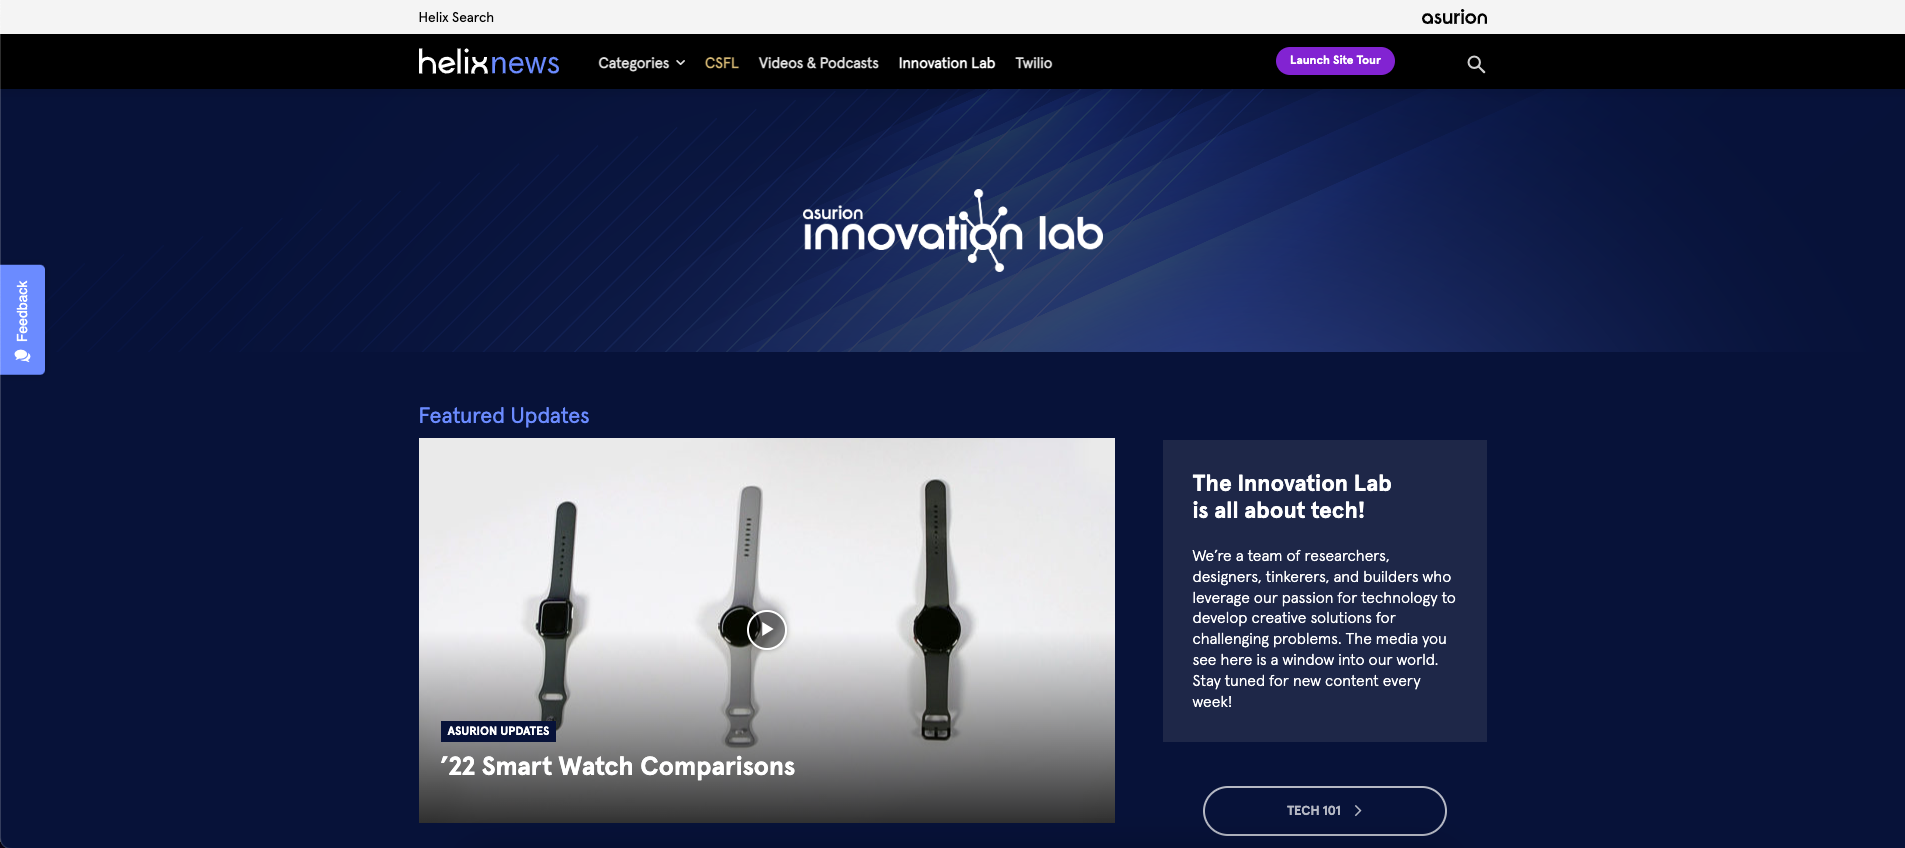 Helix Search
asurion
helixnews
Categories
CSFL
Videos & Podcasts
Innovation Lab
Twilio
Launch Site Tour
asurion
innovation lab
Feedback
Featured Updates
ASURION UPDATES
’22 Smart Watch Comparisons
The Innovation Lab
is all about tech!
We’re a team of researchers,
designers, tinkerers, and builders who
leverage our passion for technology to
develop creative solutions for
challenging problems. The media you
see here is a window into our world.
Stay tuned for new content every
week!
TECH 101